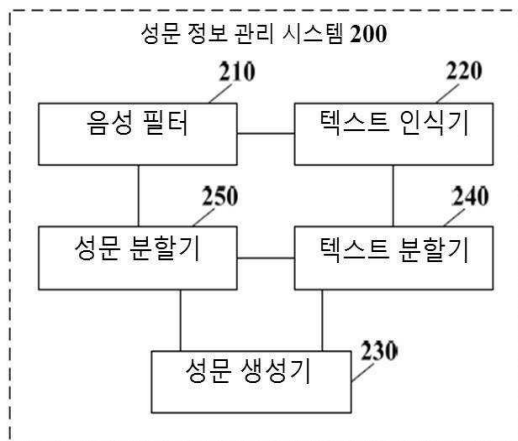 성문 정보 관리 시스템 200
210
220
음성 필터
텍스트 인식기
250
240
성문 분할기
텍스트 분할기
성문 생성기
230